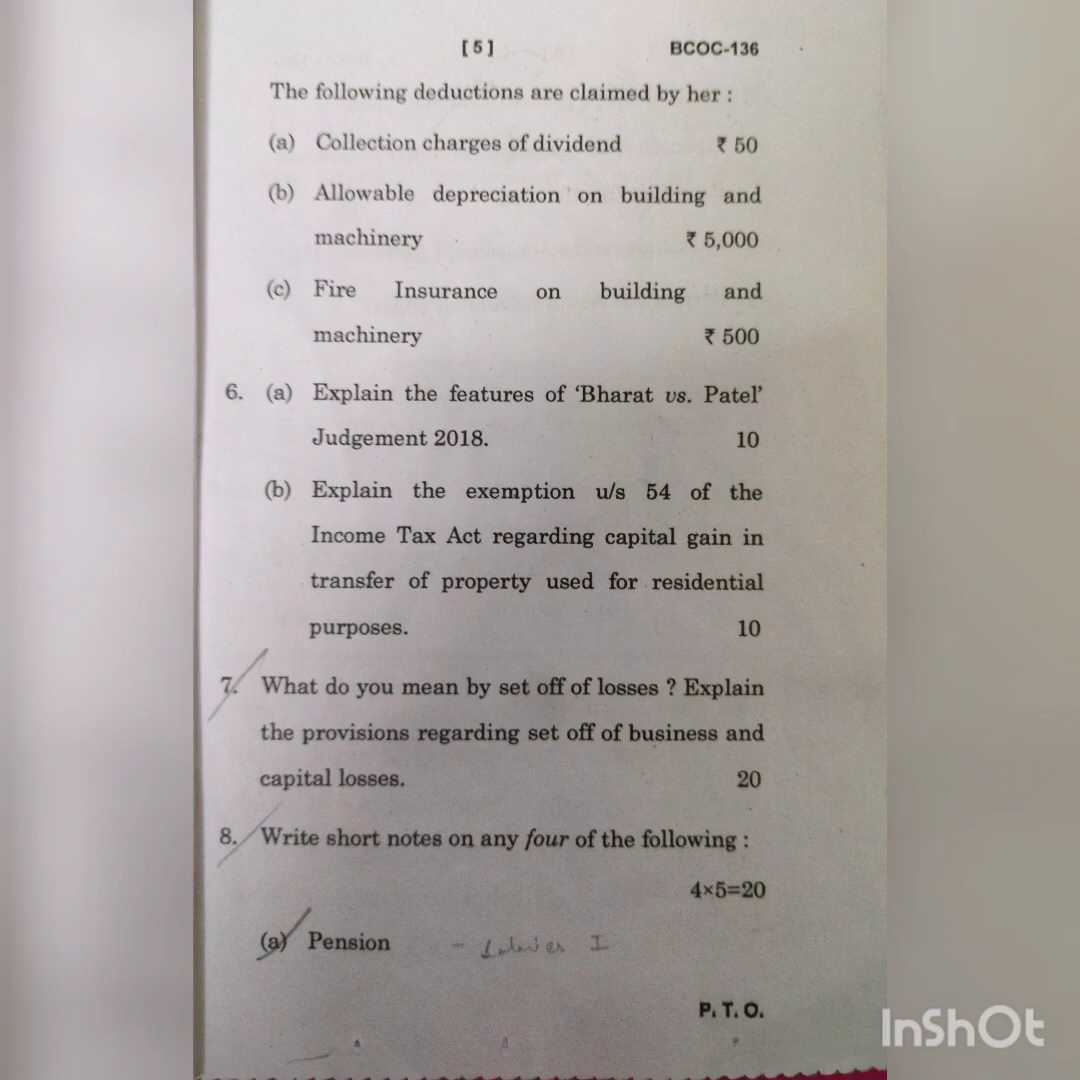 [ 5 ] BCOC-136
The following deductions are claimed by her :
(a) Collection charges of dividend ₹ 50
(b) Allowable depreciation on building and
machinery ₹ 5,000
(c) Fire Insurance on building and
machinery ₹ 500
6. (a) Explain the features of ‘Bharat vs. Patel’
Judgement 2018. 10
(b) Explain the exemption u/s 54 of the
Income Tax Act regarding capital gain in
transfer of property used for residential
purposes. 10
7. What do you mean by set off of losses ? Explain
the provisions regarding set off of business and
capital losses. 20
8. Write short notes on any four of the following :
4×5=20
(a) Pension - Salaries I
P. T. O.
InShOt